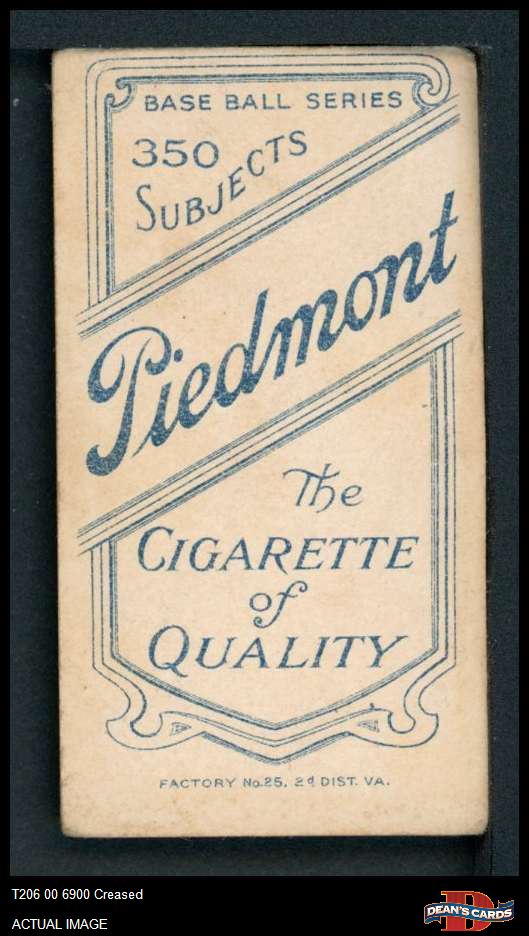 BASE BALL SERIES
350
SUBJECTS
Piedmont
The
CIGARETTE
of
QUALITY
FACTORY No.25, 2d DIST. VA.
T206 00 6900 Creased
ACTUAL IMAGE
D
DEAN'S CARDS